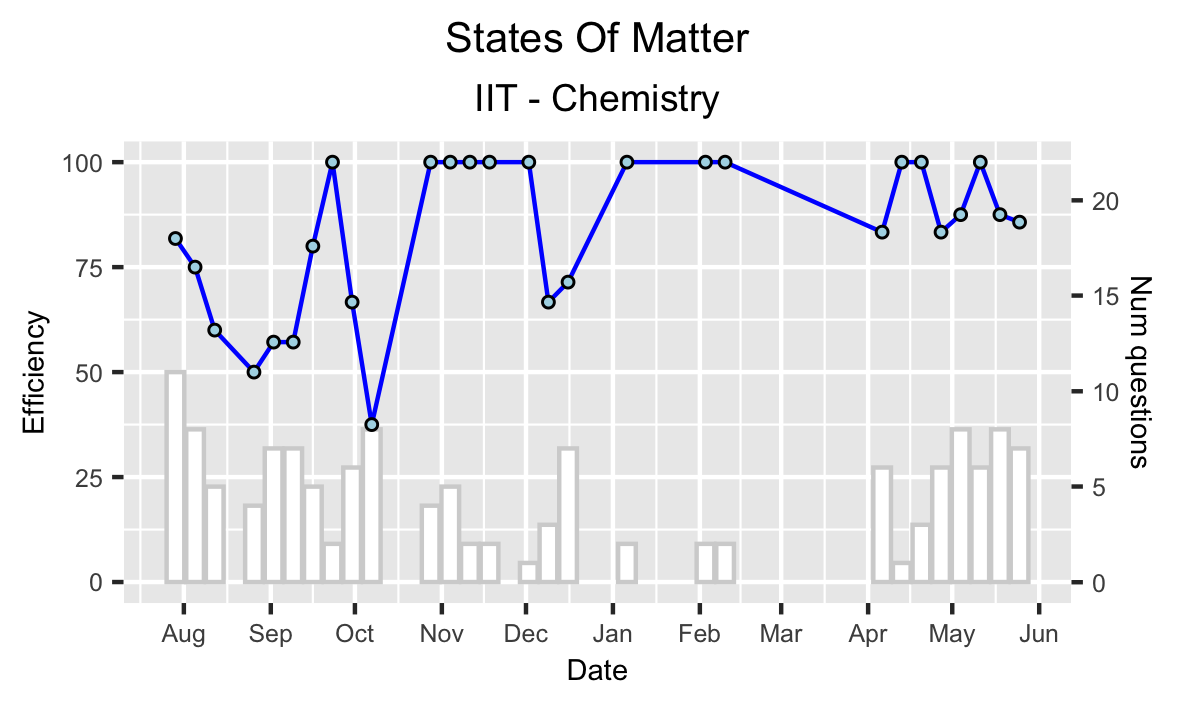 States Of Matter
IIT - Chemistry
Efficiency
100
75
50
25
0
20
15
10
5
0
Num questions
Aug Sep Oct Nov Dec Jan Feb Mar Apr May Jun
Date